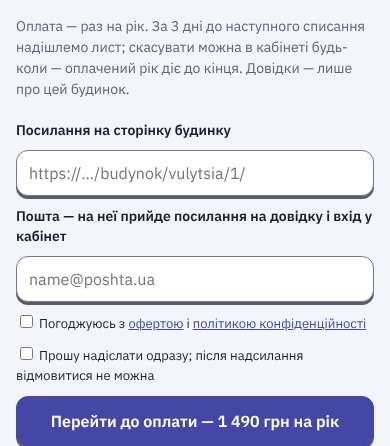 Оплата — раз на рік. За 3 дні до наступного списання
надішлемо лист; скасувати можна в кабінеті будь-
коли — оплачений рік діє до кінця. Довідки — лише
про цей будинок.
Посилання на сторінку будинку
https://.../budynok/vulytsia/1/
Пошта — на неї прийде посилання на довідку і вхід у
кабінет
name@poshta.ua
Погоджуюсь з офертою і політикою конфіденційності
Прошу надіслати одразу; після надсилання
відмовитися не можна
Перейти до оплати — 1 490 грн на рік